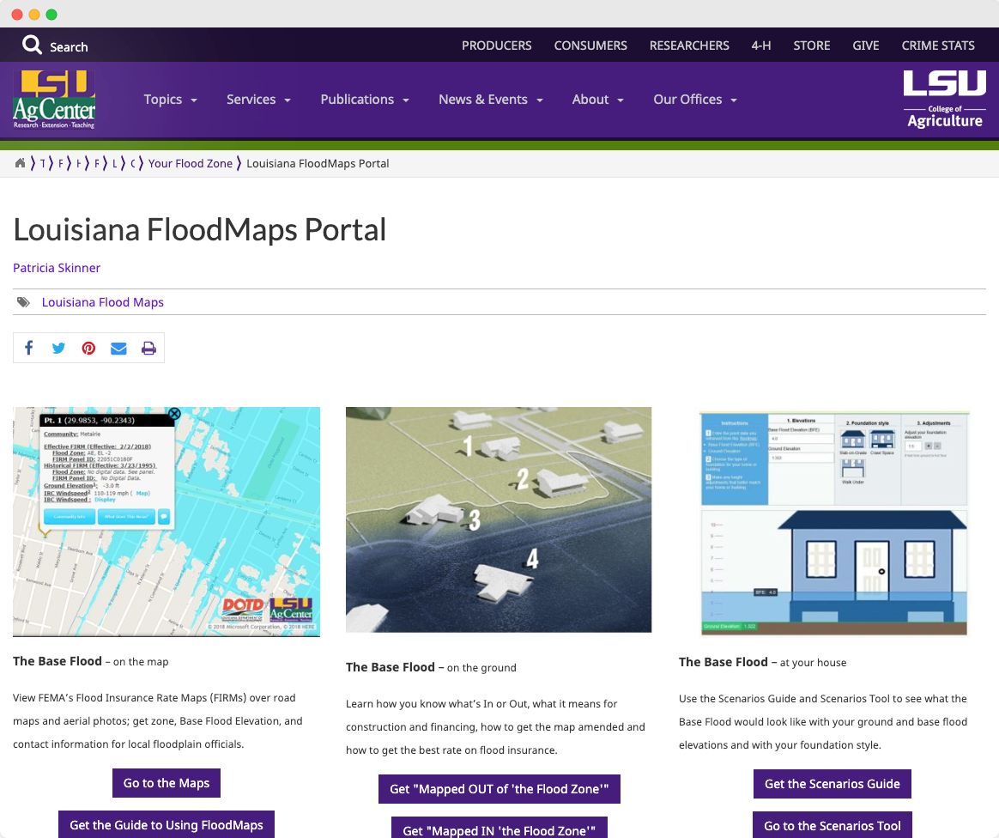 Search
PRODUCERS CONSUMERS RESEARCHERS 4-H STORE GIVE CRIME STATS
LSU
AgCenter
Research · Extension · Teaching
Topics Services Publications News & Events About Our Offices
LSU
College of
Agriculture
Your Flood Zone Louisiana FloodMaps Portal
Louisiana FloodMaps Portal
Patricia Skinner
Louisiana Flood Maps
Pt. 1 (29.9853, -90.2343)
Community: Metairie
Effective FIRM (Effective: 2/2/2018)
Flood Zone: AE, EL -2
FIRM Panel ID: 22051C0160F
Historical FIRM (Effective: 3/23/1995)
Flood Zone: No digital data. See panel.
FIRM Panel ID: No Digital Data.
Ground Elevation1: -3.0 ft
IRC Windspeed2 110-119 mph ( Map)
IBC Windspeed : Display
Community Info What does This Mean?
DOTD
LSU
AgCenter
© 2018 Microsoft Corporation, © 2018 HERE
1
2
3
4
Instructions
1. Elevations
Base Flood Elevation (BFE)
4.0
Ground Elevation
1.322
2. Foundation style
Slab-on-Grade Crawl Space
Walk Under
3. Adjustments
Adjust your foundation
elevation
1.5
BFE: 4.0
Ground Elevation: 1.322
The Base Flood – on the map
View FEMA’s Flood Insurance Rate Maps (FIRMs) over road
maps and aerial photos; get zone, Base Flood Elevation, and
contact information for local floodplain officials.
Go to the Maps
Get the Guide to Using FloodMaps
The Base Flood – on the ground
Learn how you know what’s In or Out, what it means for
construction and financing, how to get the map amended and
how to get the best rate on flood insurance.
Get "Mapped OUT of 'the Flood Zone'"
Get "Mapped IN 'the Flood Zone'"
The Base Flood – at your house
Use the Scenarios Guide and Scenarios Tool to see what the
Base Flood would look like with your ground and base flood
elevations and with your foundation style.
Get the Scenarios Guide
Go to the Scenarios Tool